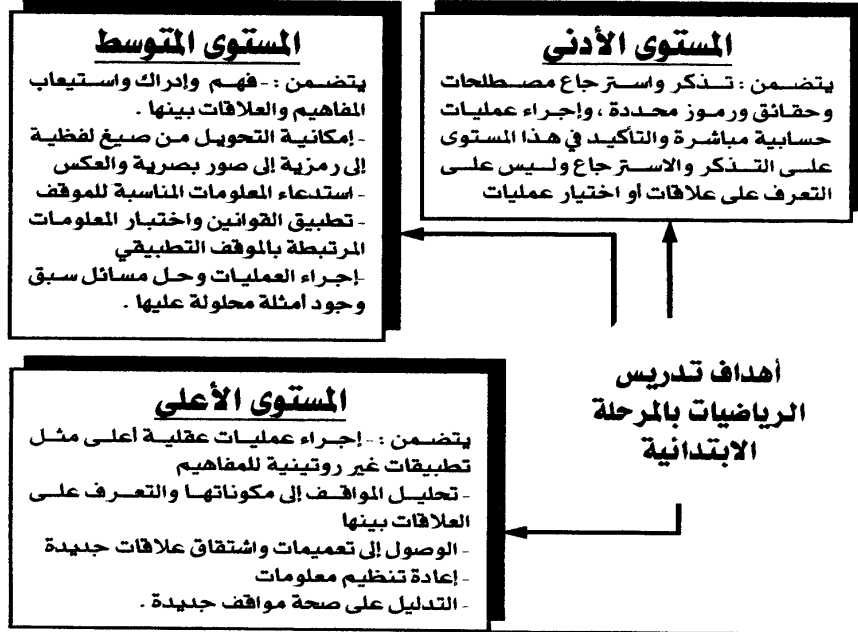 المستوى الأدنى
يتضمن : تذكر واسترجاع مصطلحات
وحقائق ورموز محددة ، وإجراء عمليات
حسابية مباشرة والتأكيد في هذا المستوى
على التذكر والاسترجاع وليس على
التعرف على علاقات أو اختيار عمليات
المستوى المتوسط
يتضمن : - فهم وإدراك واستيعاب
المفاهيم والعلاقات بينها .
- إمكانية التحويل من صيغ لفظية
إلى رمزية إلى صور بصرية والعكس
- استدعاء المعلومات المناسبة للموقف
- تطبيق القوانين واختبار المعلومات
المرتبطة بالموقف التطبيقي
- إجراء العمليات وحل مسائل سبق
وجود أمثلة محلولة عليها .
أهداف تدريس
الرياضيات بالمرحلة
الابتدائية
المستوى الأعلى
يتضمن : - إجراء عمليات عقلية أعلى مثل
تطبيقات غير روتينية للمفاهيم
- تحليل المواقف إلى مكوناتها والتعرف على
العلاقات بينها
- الوصول إلى تعميمات واشتقاق علاقات جديدة
- إعادة تنظيم معلومات
- التدليل على صحة مواقف جديدة .